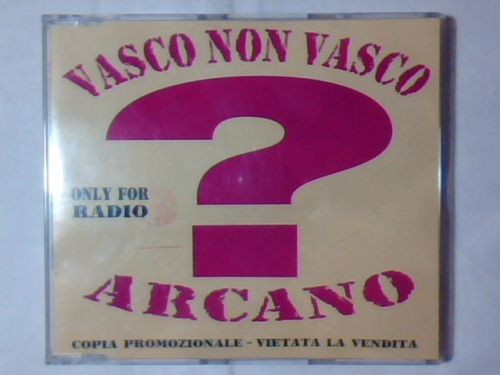 VASCO NON VASCO
?
ONLY FOR
RADIO
ARCANO
COPIA PROMOZIONALE - VIETATA LA VENDITA